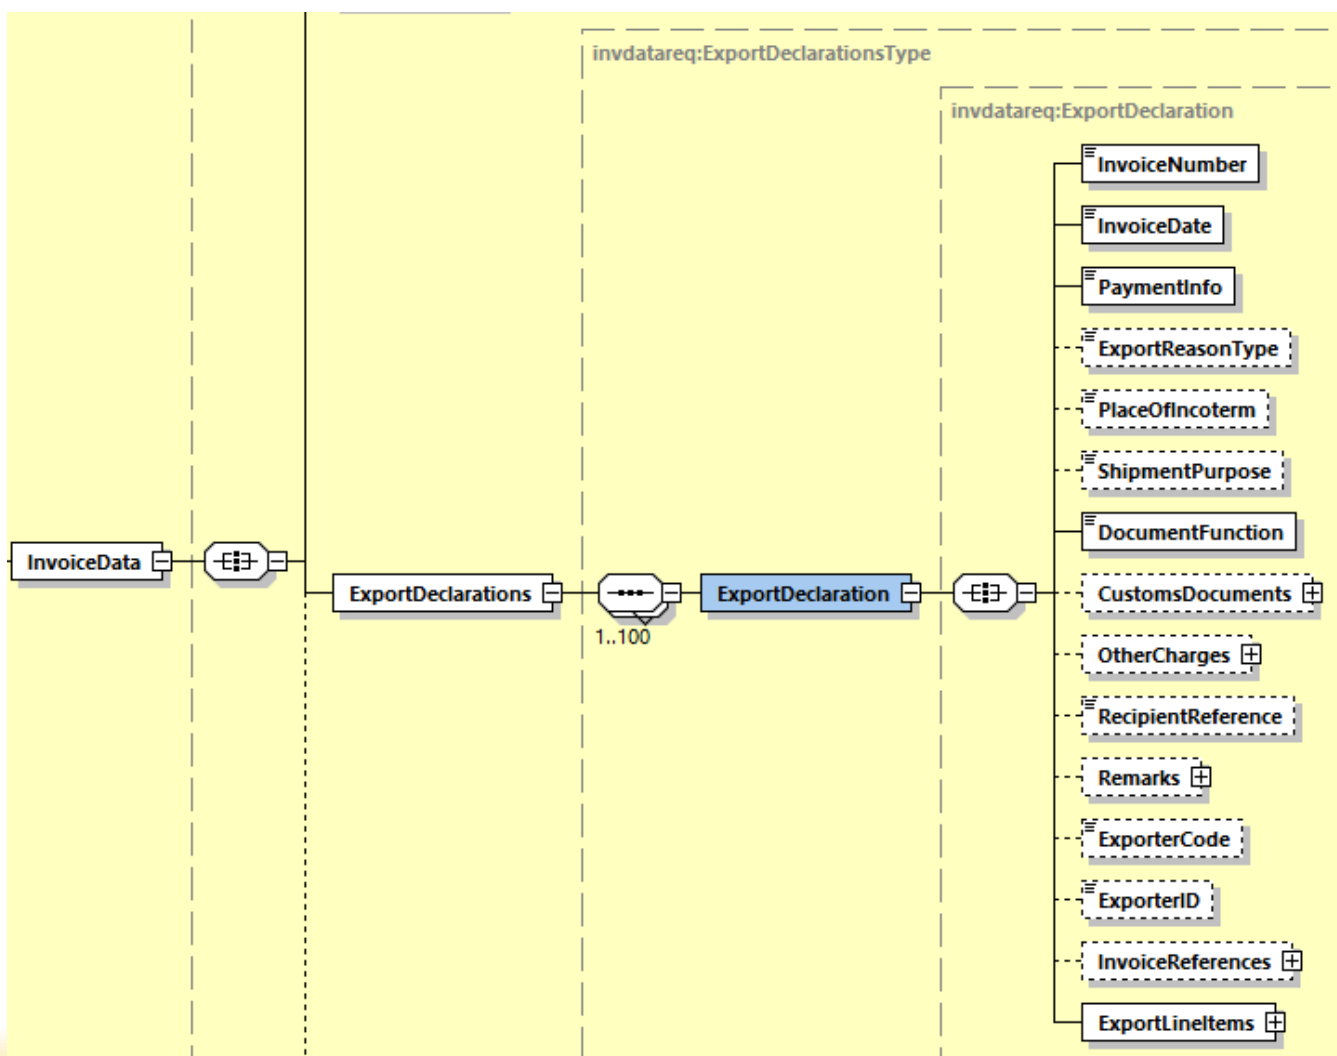 invdatareq:ExportDeclarationsType
invdatareq:ExportDeclaration
InvoiceNumber
InvoiceDate
PaymentInfo
ExportReasonType
PlaceOfIncoterm
ShipmentPurpose
DocumentFunction
InvoiceData
ExportDeclarations
1..100
ExportDeclaration
CustomsDocuments
OtherCharges
RecipientReference
Remarks
ExporterCode
ExporterID
InvoiceReferences
ExportLineItems